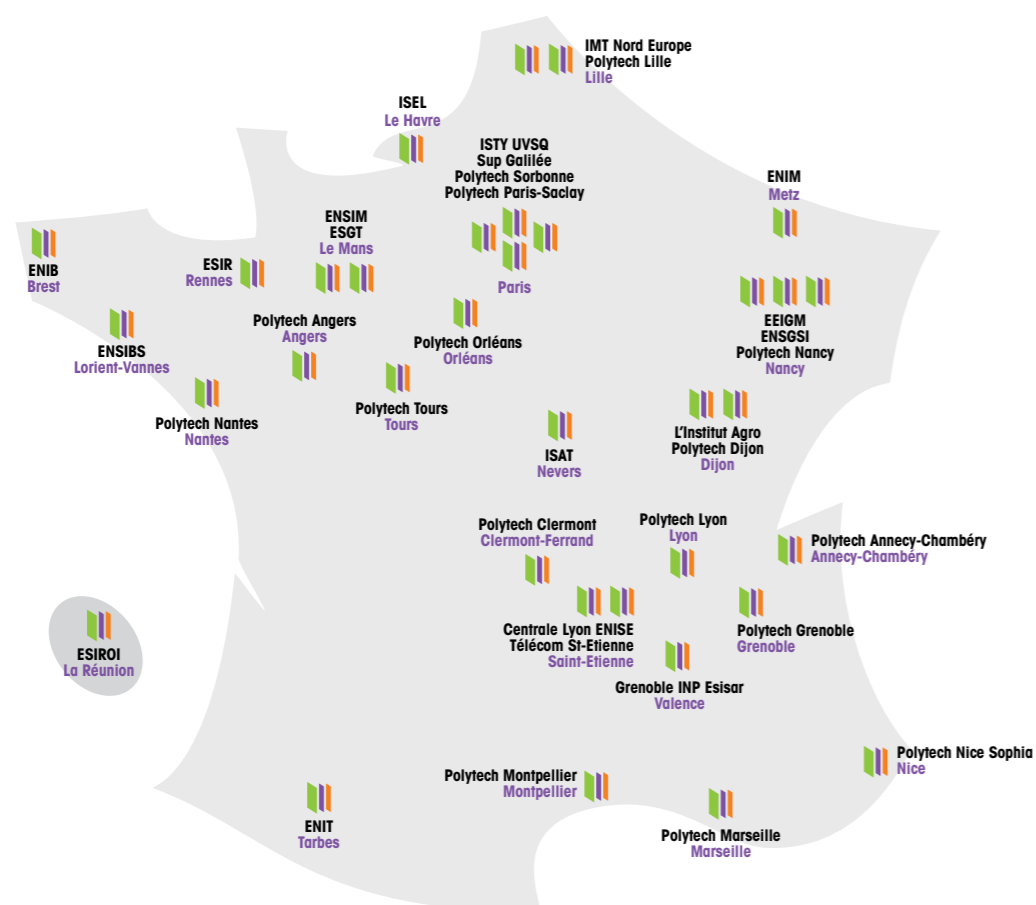 IMT Nord Europe
Polytech Lille
Lille
ISEL
Le Havre
ISTY UVSQ
Sup Galilée
Polytech Sorbonne
Polytech Paris-Saclay
Paris
ENIM
Metz
ENSIM
ESGT
Le Mans
ENIB
Brest
ESIR
Rennes
ENSIBS
Lorient-Vannes
Polytech Angers
Angers
Polytech Orléans
Orléans
EEIGM
ENSGSI
Polytech Nancy
Nancy
Polytech Nantes
Nantes
Polytech Tours
Tours
ISAT
Nevers
L'Institut Agro
Polytech Dijon
Dijon
Polytech Clermont
Clermont-Ferrand
Polytech Lyon
Lyon
Polytech Annecy-Chambéry
Annecy-Chambéry
Centrale Lyon ENISE
Télécom St-Etienne
Saint-Etienne
Polytech Grenoble
Grenoble
ESIROI
La Réunion
Grenoble INP Esisar
Valence
Polytech Nice Sophia
Nice
Polytech Montpellier
Montpellier
ENIT
Tarbes
Polytech Marseille
Marseille